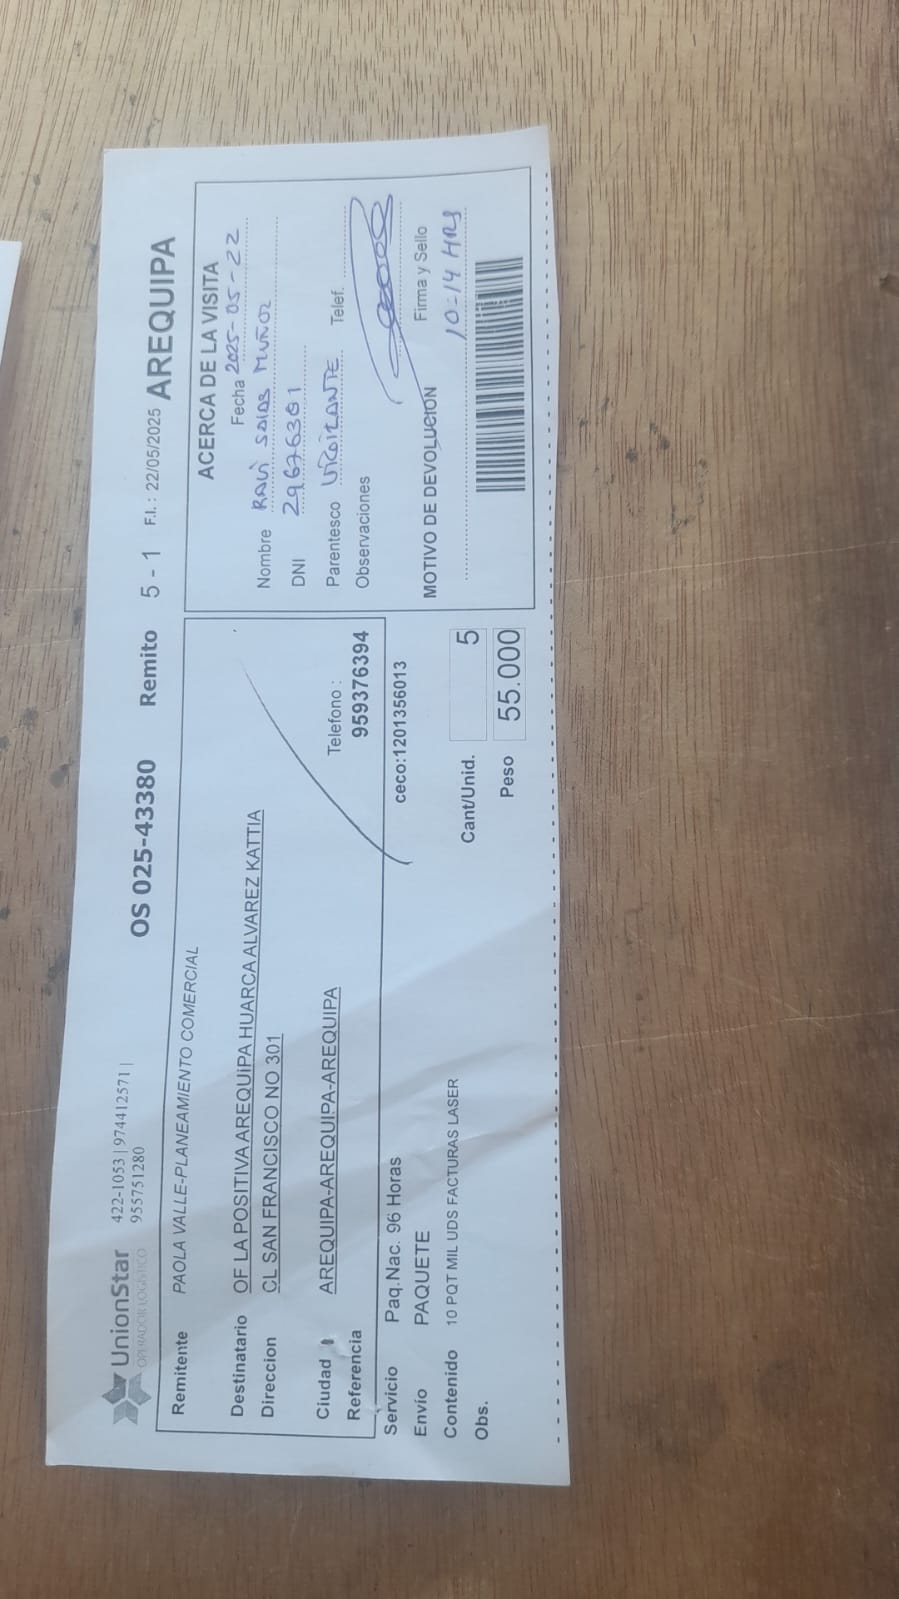 UnionStar
OPERADOR LOGISTICO
422-1053 | 974412571 |
955751280
OS 025-43380 Remito 5 - 1 F.I.: 22/05/2025 AREQUIPA
Remitente PAOLA VALLE-PLANEAMIENTO COMERCIAL
Destinatario OF LA POSITIVA AREQUIPA HUARCA ALVAREZ KATTIA
Direccion CL SAN FRANCISCO NO 301
Ciudad AREQUIPA-AREQUIPA-AREQUIPA
Telefono :
Referencia 959376394
Servicio Paq.Nac. 96 Horas ceco:1201356013
Envío PAQUETE
Contenido 10 PQT MIL UDS FACTURAS LASER
Cant/Unid. 5
Obs.
Peso 55.000
ACERCA DE LA VISITA
Fecha 2025-05-22
Nombre Raul Salas Muñoz
DNI 29676381
Parentesco VIGILANTE Telef.
Observaciones
Firma y Sello
MOTIVO DE DEVOLUCION
10-14 HRS